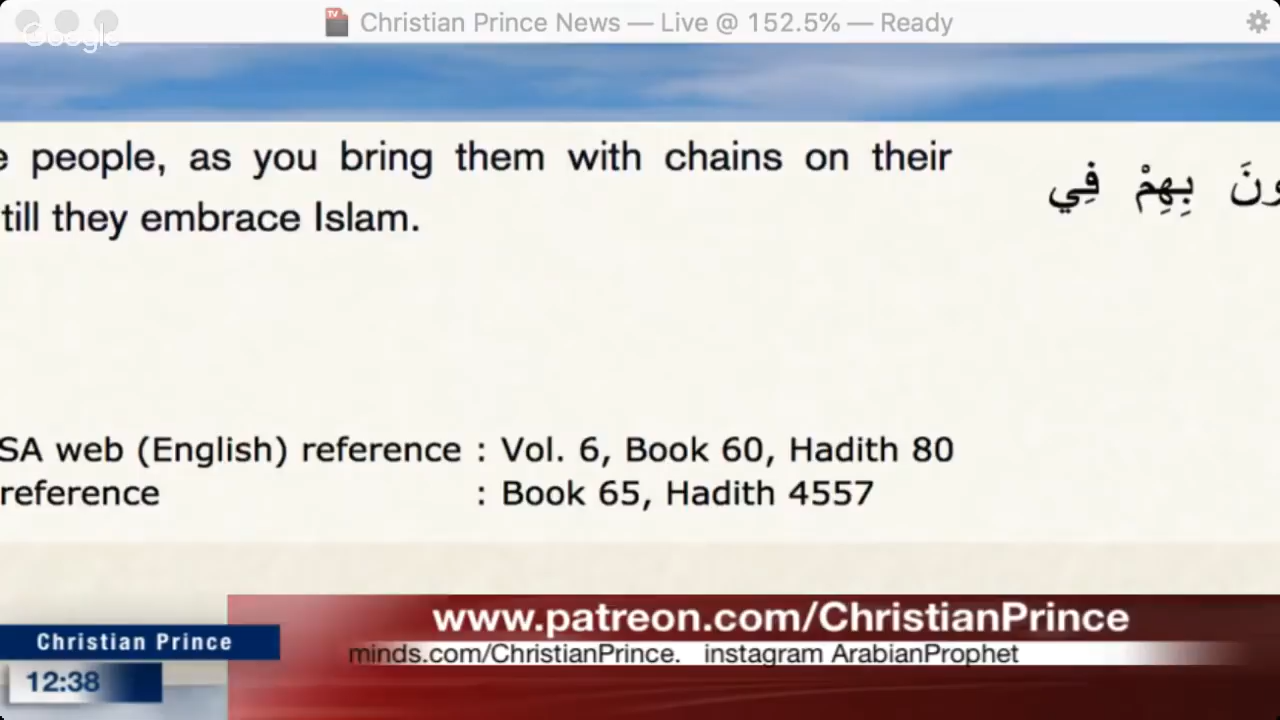 Google
Christian Prince News — Live @ 152.5% — Ready
e people, as you bring them with chains on their
till they embrace Islam.
ونَ بِهِمْ فِي
SA web (English) reference : Vol. 6, Book 60, Hadith 80
reference : Book 65, Hadith 4557
www.patreon.com/ChristianPrince
Christian Prince
minds.com/ChristianPrince. instagram ArabianProphet
12:38